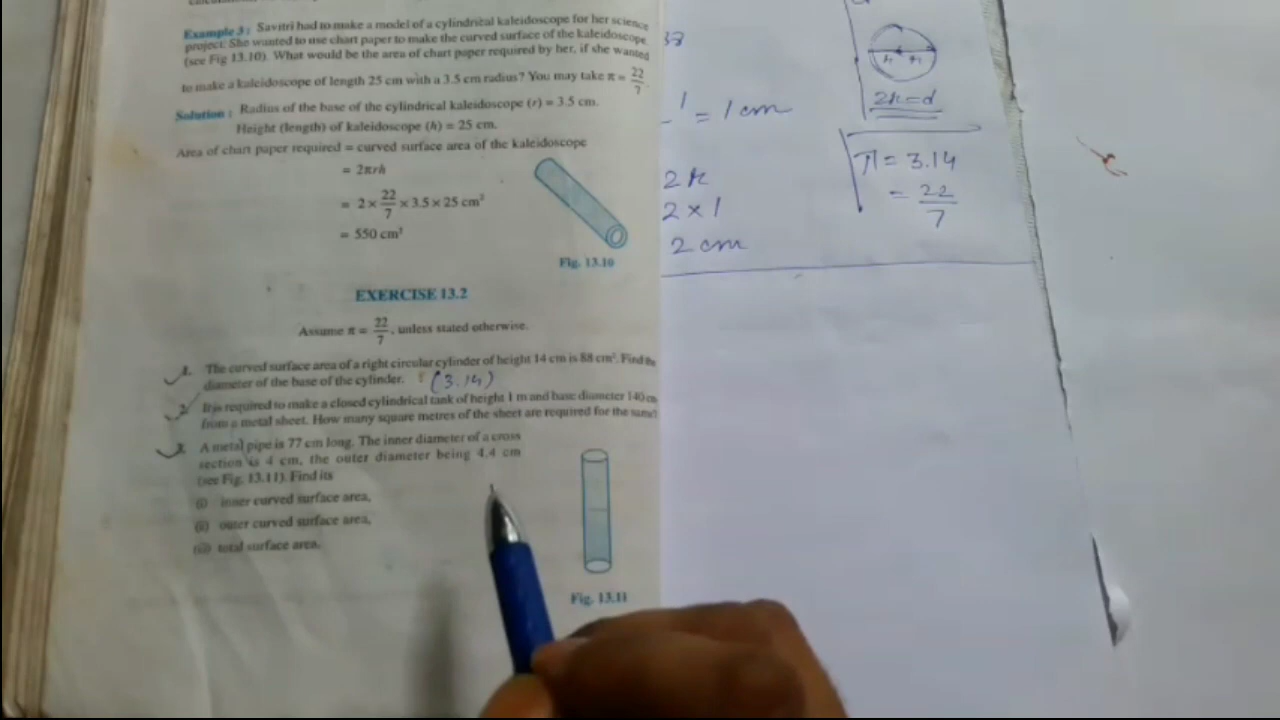 Example 3 : Savitri had to make a model of a cylindrical kaleidoscope for her science
project. She wanted to use chart paper to make the curved surface of the kaleidoscope.
(see Fig 13.10). What would be the area of chart paper required by her, if she wanted
to make a kaleidoscope of length 25 cm with a 3.5 cm radius? You may take π = 22/7.
Solution : Radius of the base of the cylindrical kaleidoscope (r) = 3.5 cm.
Height (length) of kaleidoscope (h) = 25 cm.
Area of chart paper required = curved surface area of the kaleidoscope
= 2πrh
= 2 × 22/7 × 3.5 × 25 cm²
= 550 cm²
Fig. 13.10
EXERCISE 13.2
Assume π = 22/7, unless stated otherwise.
1. The curved surface area of a right circular cylinder of height 14 cm is 88 cm². Find the
diameter of the base of the cylinder. (3.14)
2. It is required to make a closed cylindrical tank of height 1 m and base diameter 140 cm
from a metal sheet. How many square metres of the sheet are required for the same?
3. A metal pipe is 77 cm long. The inner diameter of a cross
section is 4 cm, the outer diameter being 4.4 cm
(see Fig. 13.11). Find its
(i) inner curved surface area,
(ii) outer curved surface area,
(iii) total surface area.
Fig. 13.11
1 = 1 cm
2r
2 × 1
2 cm
r r
2r = d
π = 3.14
= 22/7